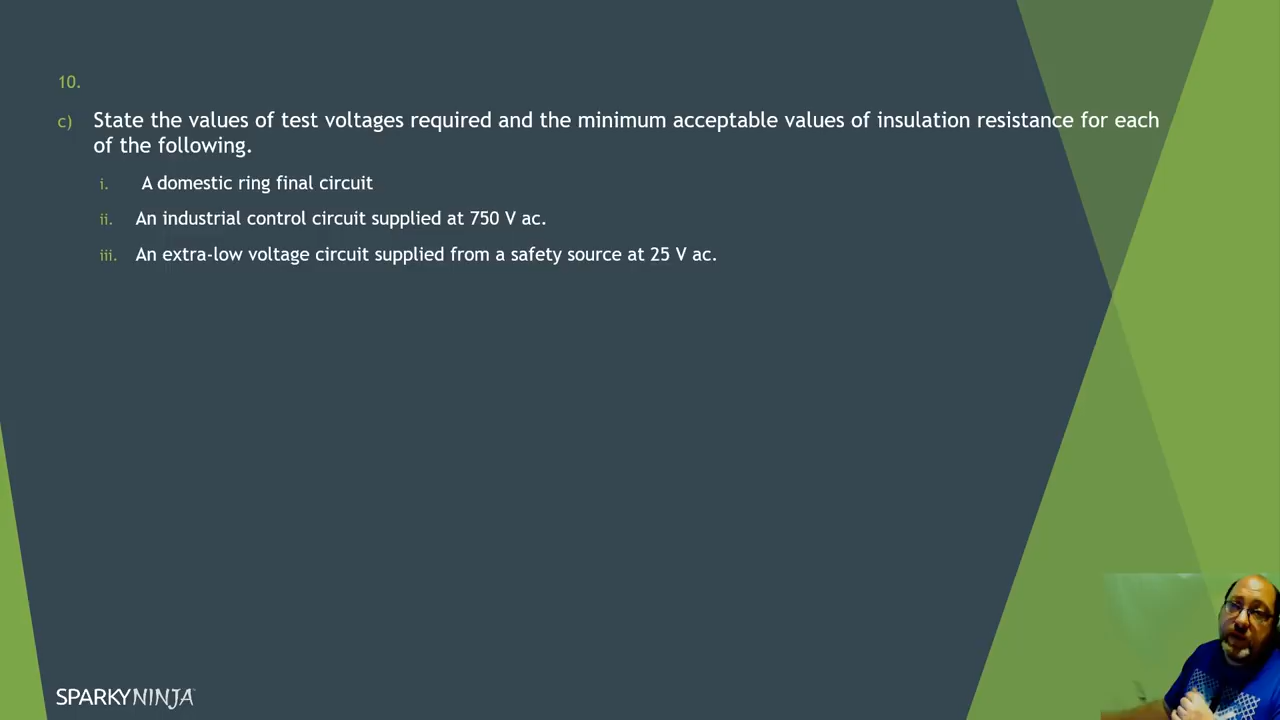 10.
c) State the values of test voltages required and the minimum acceptable values of insulation resistance for each
of the following.
i. A domestic ring final circuit
ii. An industrial control circuit supplied at 750 V ac.
iii. An extra-low voltage circuit supplied from a safety source at 25 V ac.
SPARKYNINJA